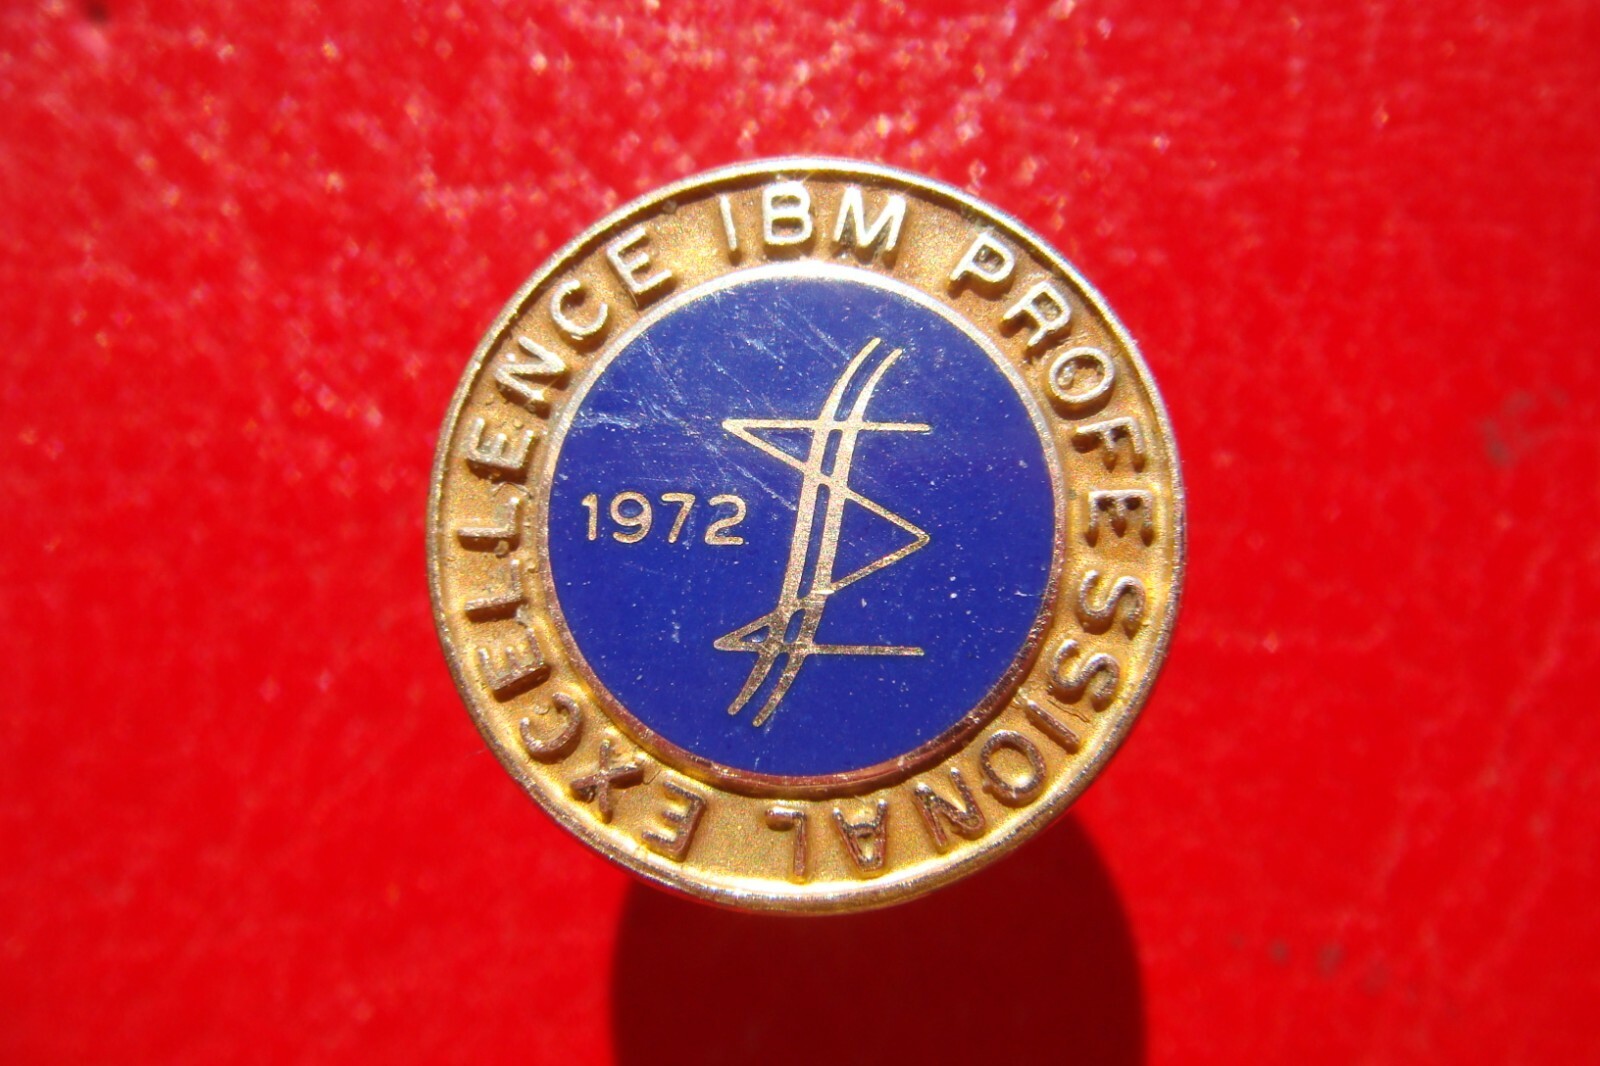 IBM PROFESSIONAL EXCELLENCE
1972